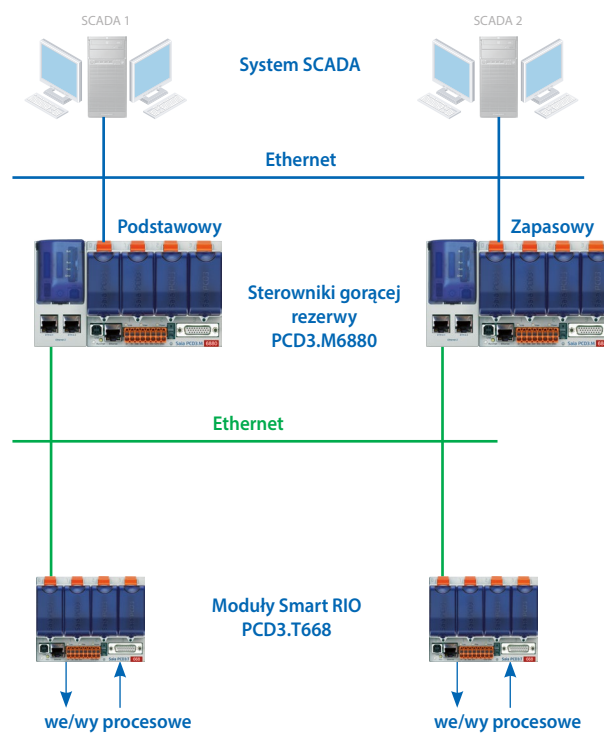 SCADA 1
SCADA 2
System SCADA
Ethernet
Podstawowy
Zapasowy
Sterowniki gorącej
rezerwy
PCD3.M6880
Ethernet
Moduły Smart RIO
PCD3.T668
we/wy procesowe
we/wy procesowe